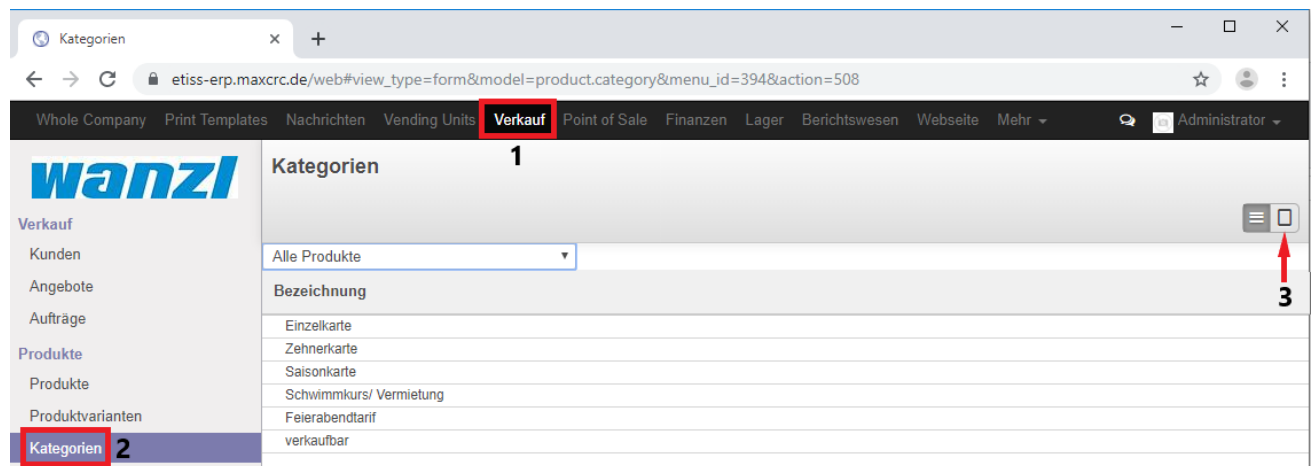 Kategorien
etiss-erp.maxcrc.de/web#view_type=form&model=product.category&menu_id=394&action=508
Whole Company Print Templates Nachrichten Vending Units Verkauf Point of Sale Finanzen Lager Berichtswesen Webseite Mehr Administrator
1
wanzl
Kategorien
Verkauf
Kunden
Angebote
Aufträge
Produkte
Produkte
Produktvarianten
Kategorien 2
3
Alle Produkte
Bezeichnung
Einzelkarte
Zehnerkarte
Saisonkarte
Schwimmkurs/ Vermietung
Feierabendtarif
verkaufbar